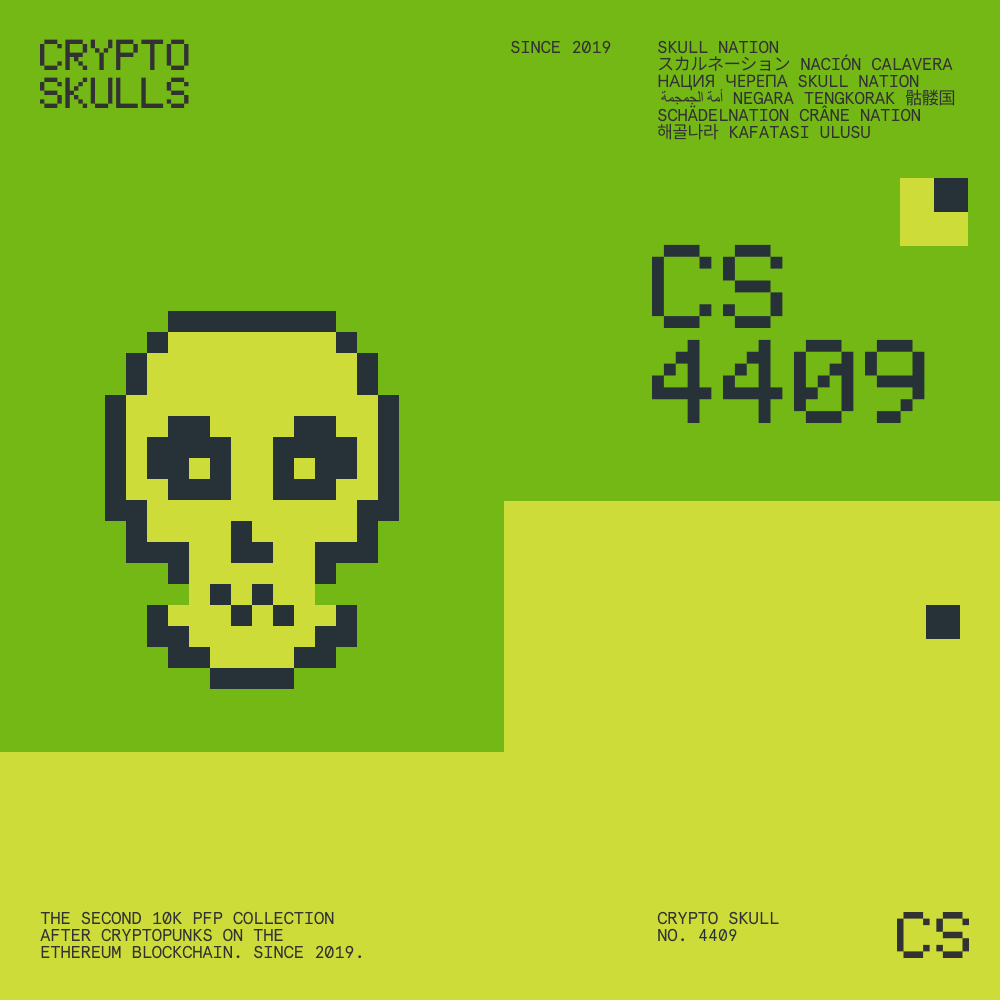 CRYPTO
SKULLS
SINCE 2019
SKULL NATION
スカルネーション NACIÓN CALAVERA
НАЦИЯ ЧЕРЕПА SKULL NATION
أمة الجمجمة NEGARA TENGKORAK 骷髅国
SCHÄDELNATION CRÂNE NATION
해골나라 KAFATASI ULUSU
CS
4409
THE SECOND 10K PFP COLLECTION
AFTER CRYPTOPUNKS ON THE
ETHEREUM BLOCKCHAIN. SINCE 2019.
CRYPTO SKULL
NO. 4409
CS